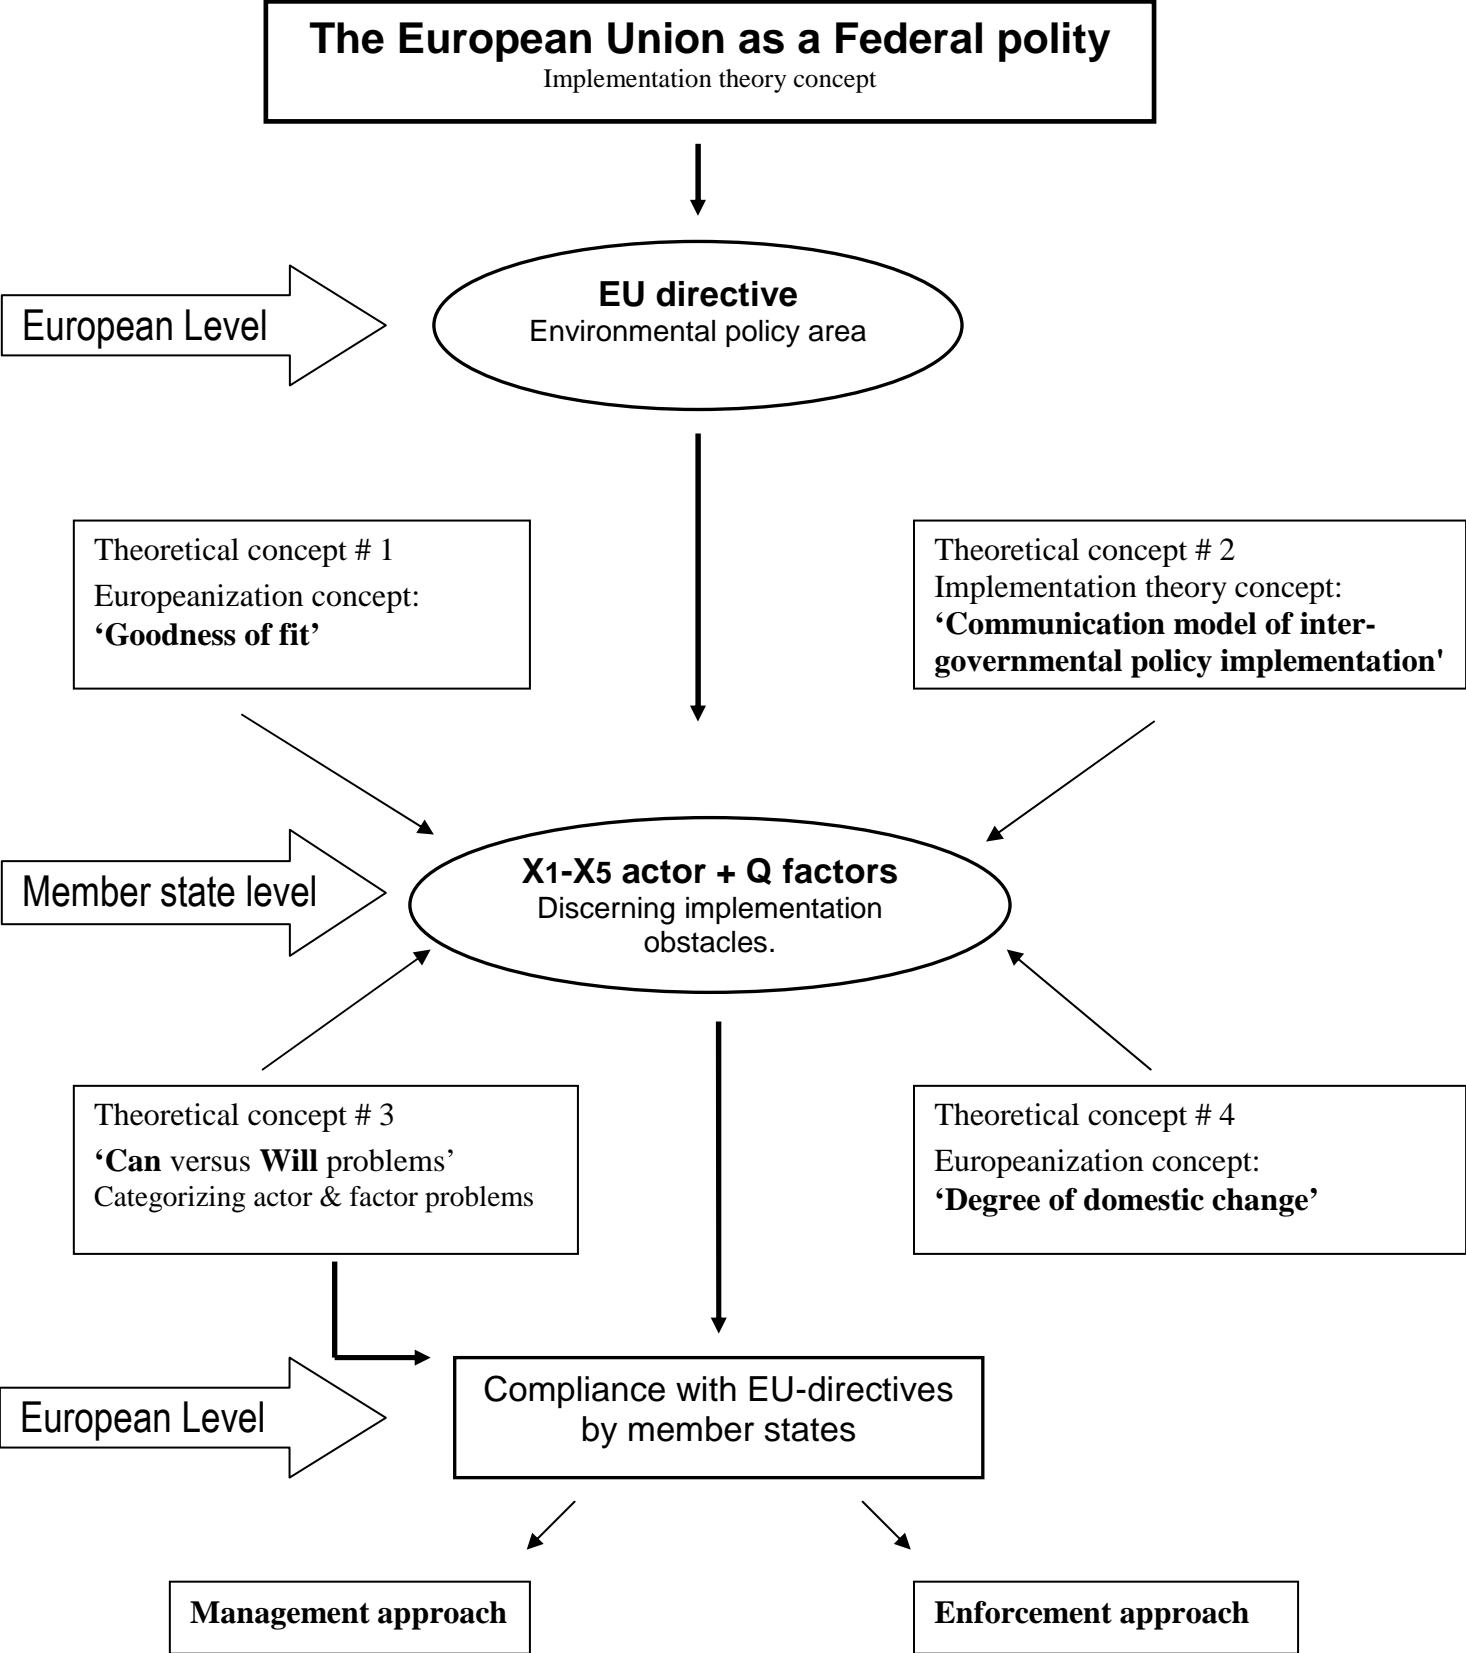 The European Union as a Federal polity
Implementation theory concept
EU directive
Environmental policy area
European Level
Theoretical concept # 1
Europeanization concept:
‘Goodness of fit’
Theoretical concept # 2
Implementation theory concept:
‘Communication model of inter-
governmental policy implementation'
X1-X5 actor + Q factors
Discerning implementation
obstacles.
Member state level
Theoretical concept # 3
‘Can versus Will problems’
Categorizing actor & factor problems
Theoretical concept # 4
Europeanization concept:
‘Degree of domestic change’
Compliance with EU-directives
by member states
European Level
Management approach
Enforcement approach